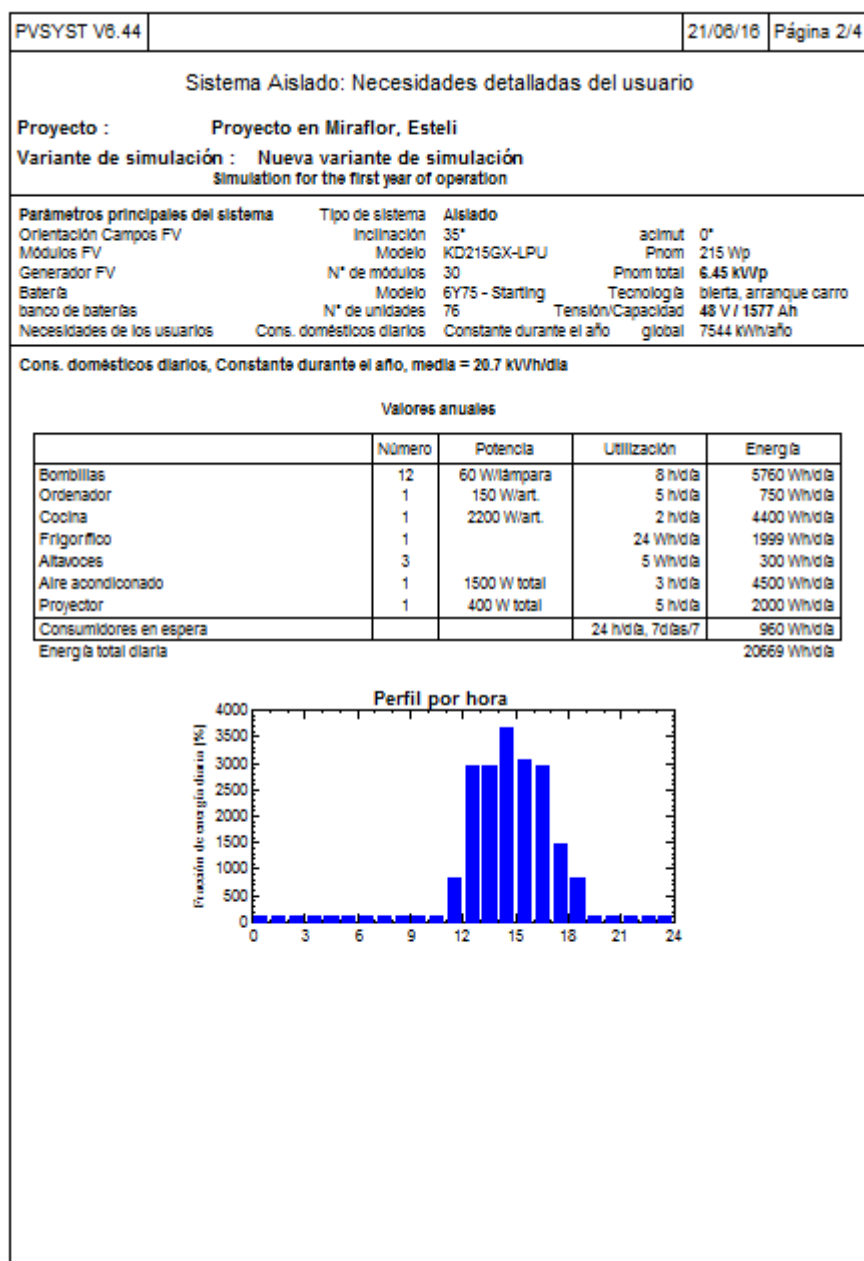 PVSYST V6.44 21/06/16 Página 2/4
Sistema Aislado: Necesidades detalladas del usuario
Proyecto : Proyecto en Miraflor, Esteli
Variante de simulación : Nueva variante de simulación
Simulation for the first year of operation
Parámetros principales del sistema Tipo de sistema Aislado
Orientación Campos FV Inclinación 35° acimut 0°
Módulos FV Modelo KD215GX-LPU Pnom 215 Wp
Generador FV N° de módulos 30 Pnom total 6.45 kWp
Batería Modelo 6Y75 - Starting Tecnología bierta, arranque carro
banco de baterías N° de unidades 76 Tensión/Capacidad 48 V / 1577 Ah
Necesidades de los usuarios Cons. domésticos diarios Constante durante el año global 7544 kWh/año
Cons. domésticos diarios, Constante durante el año, media = 20.7 kWh/dia
Valores anuales
Número Potencia Utilización Energía
Bombillas 12 60 W/lámpara 8 h/día 5760 Wh/día
Ordenador 1 150 W/art. 5 h/día 750 Wh/día
Cocina 1 2200 W/art. 2 h/día 4400 Wh/día
Frigorífico 1 24 Wh/día 1999 Wh/día
Altavoces 3 5 Wh/día 300 Wh/día
Aire acondiconado 1 1500 W total 3 h/día 4500 Wh/día
Proyector 1 400 W total 5 h/día 2000 Wh/día
Consumidores en espera 24 h/día, 7días/7 960 Wh/día
Energía total diaria 20669 Wh/día
Perfil por hora
Fracción de energía diaria [%]
4000
3500
3000
2500
2000
1500
1000
500
0
0 3 6 9 12 15 18 21 24